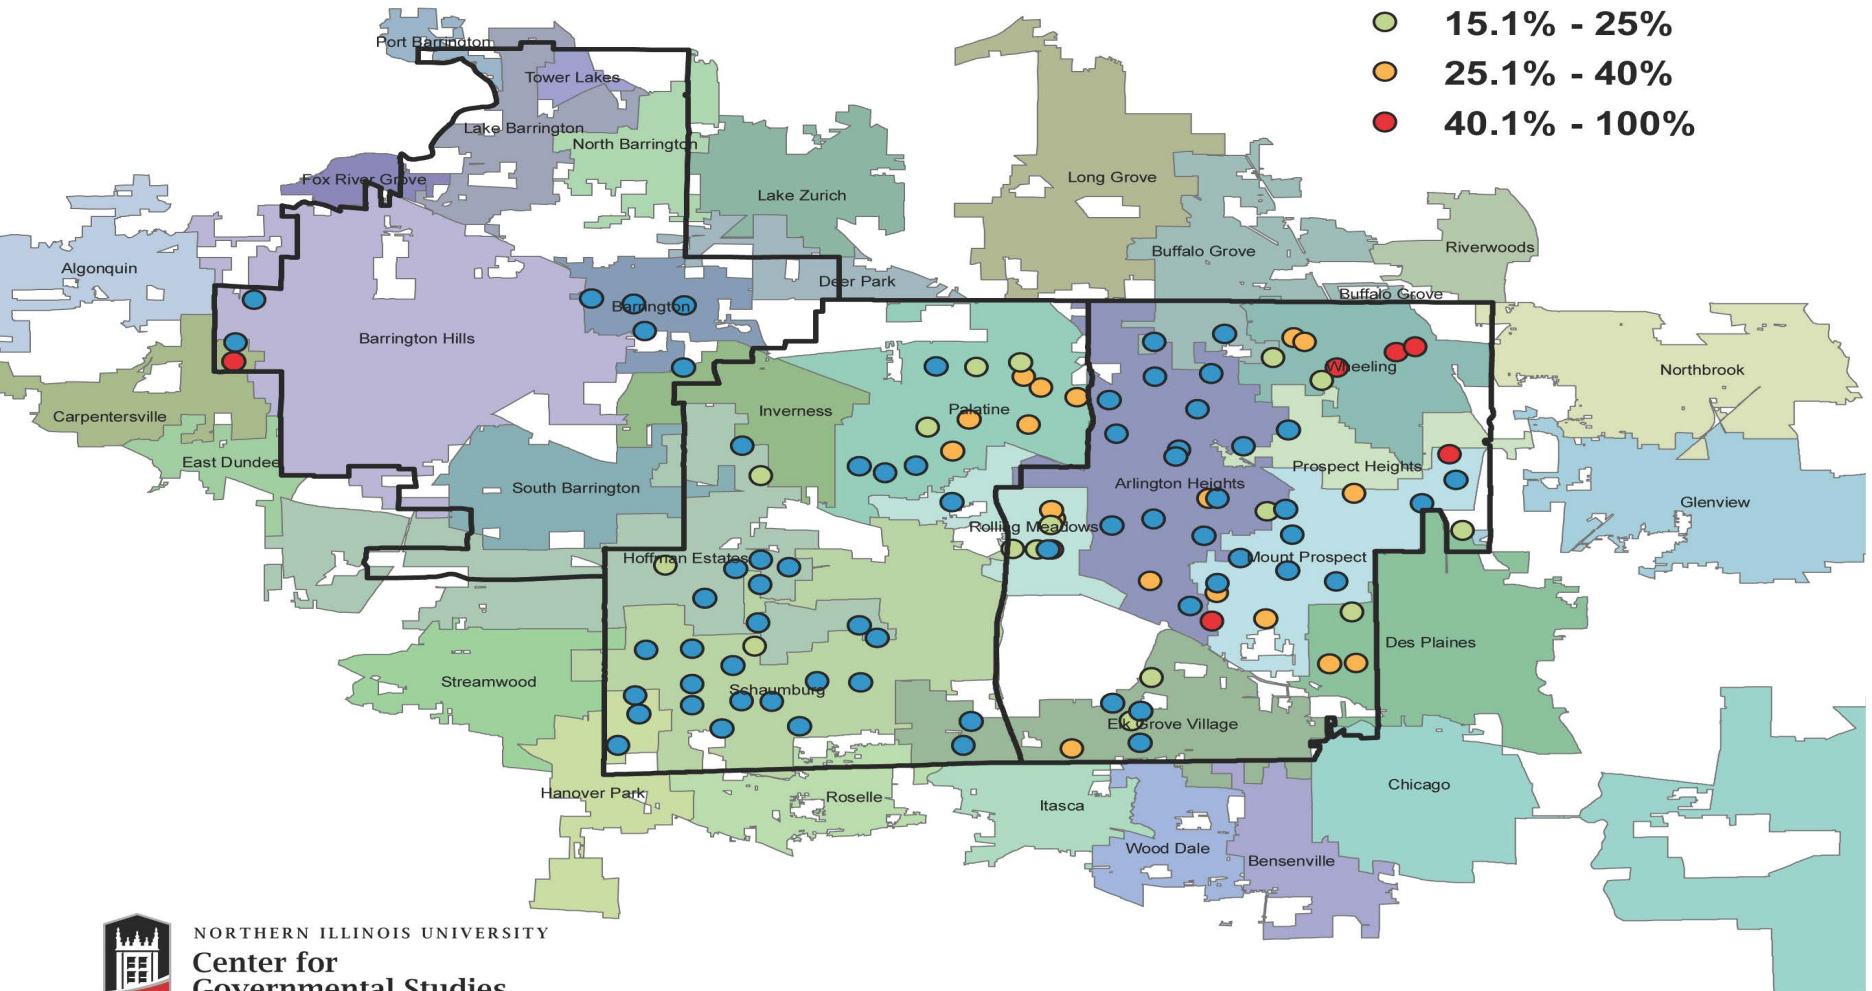 15.1% - 25%
25.1% - 40%
40.1% - 100%
Port Barrington
Tower Lakes
Lake Barrington
North Barrington
Fox River Grove
Lake Zurich
Long Grove
Buffalo Grove
Riverwoods
Algonquin
Deer Park
Buffalo Grove
Barrington
Barrington Hills
Wheeling
Northbrook
Carpentersville
Inverness
Palatine
East Dundee
South Barrington
Prospect Heights
Arlington Heights
Glenview
Rolling Meadows
Hoffman Estates
Mount Prospect
Des Plaines
Streamwood
Schaumburg
Elk Grove Village
Hanover Park
Roselle
Itasca
Chicago
Wood Dale
Bensenville
NORTHERN ILLINOIS UNIVERSITY
Center for
Governmental Studies